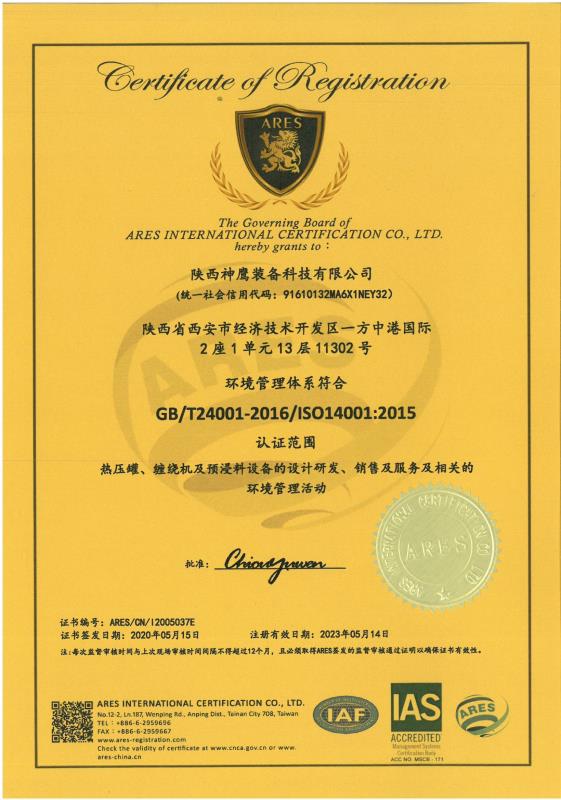 Certificate of Registration
ARES
The Governing Board of
ARES INTERNATIONAL CERTIFICATION CO., LTD.
hereby grants to：
陕西神鹰装备科技有限公司
(统一社会信用代码：91610132MA6X1NEY32)
陕西省西安市经济技术开发区一方中港国际
2座1单元13层11302号
环境管理体系符合
GB/T24001-2016/ISO14001:2015
认证范围
热压罐、缠绕机及预浸料设备的设计研发、销售及服务及相关的
环境管理活动
ARES INTERNATIONAL CERTIFICATION CO LTD
ARES
批准：
证书编号：ARES/CN/I2005037E
证书签发日期：2020年05月15日 注册有效日期：2023年05月14日
注:每次监督审核时间与上次现场审核时间间隔不得超过12个月，且必须取得ARES签发的监督审核通过证明以确保证书有效性。
ARES INTERNATIONAL CERTIFICATION CO., LTD.
No.12-2, Ln.187, Wenping Rd., Anping Dist., Tainan City 708, Taiwan
TEL：+886-6-2959696
FAX：+886-6-2959667
www.ares-registration.com
Check the validity of certificate at www.cnca.gov.cn or www.
ares-china.cn
IAF
IAS
ACCREDITED
Management Systems
Certification Body
ACC NO. MSCB - 171
ARES